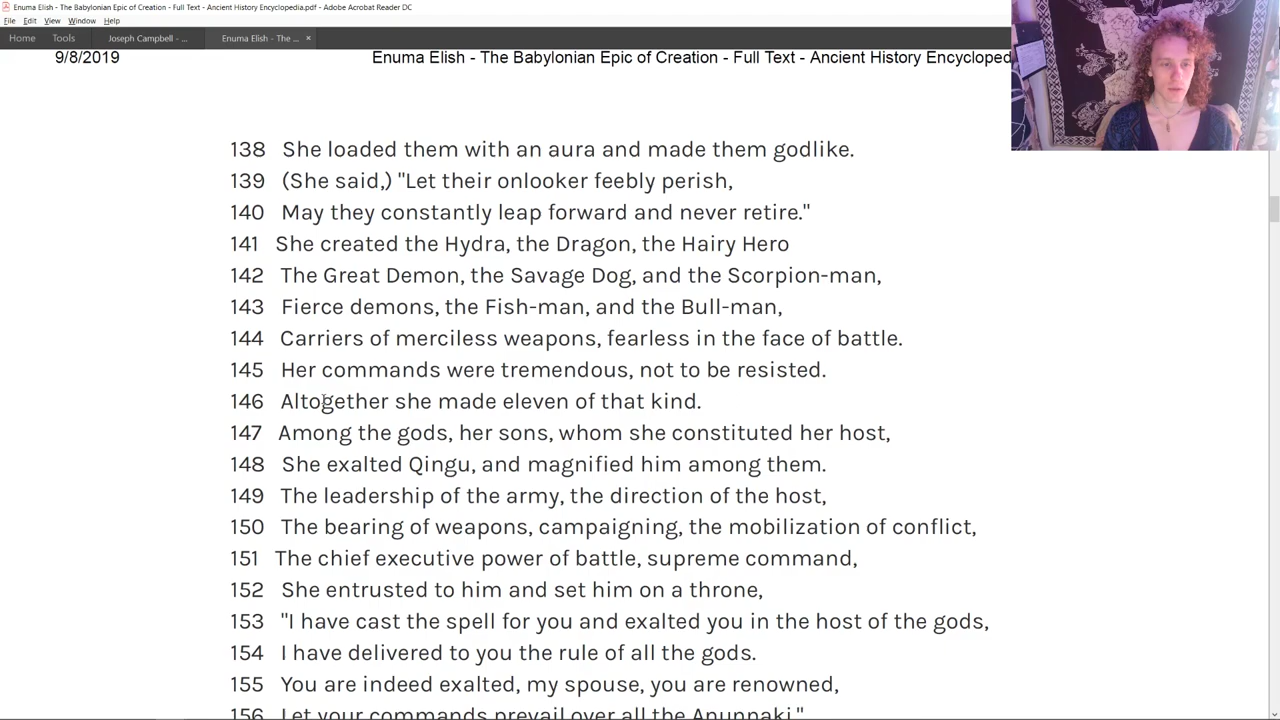 Enuma Elish - The Babylonian Epic of Creation - Full Text - Ancient History Encyclopedia.pdf - Adobe Acrobat Reader DC
File Edit View Window Help
Home Tools Joseph Campbell - ... Enuma Elish - The ... ×
9/8/2019 Enuma Elish - The Babylonian Epic of Creation - Full Text - Ancient History Encycloped
138 She loaded them with an aura and made them godlike.
139 (She said,) "Let their onlooker feebly perish,
140 May they constantly leap forward and never retire."
141 She created the Hydra, the Dragon, the Hairy Hero
142 The Great Demon, the Savage Dog, and the Scorpion-man,
143 Fierce demons, the Fish-man, and the Bull-man,
144 Carriers of merciless weapons, fearless in the face of battle.
145 Her commands were tremendous, not to be resisted.
146 Altogether she made eleven of that kind.
147 Among the gods, her sons, whom she constituted her host,
148 She exalted Qingu, and magnified him among them.
149 The leadership of the army, the direction of the host,
150 The bearing of weapons, campaigning, the mobilization of conflict,
151 The chief executive power of battle, supreme command,
152 She entrusted to him and set him on a throne,
153 "I have cast the spell for you and exalted you in the host of the gods,
154 I have delivered to you the rule of all the gods.
155 You are indeed exalted, my spouse, you are renowned,
156 Let your commands prevail over all the Anunnaki."